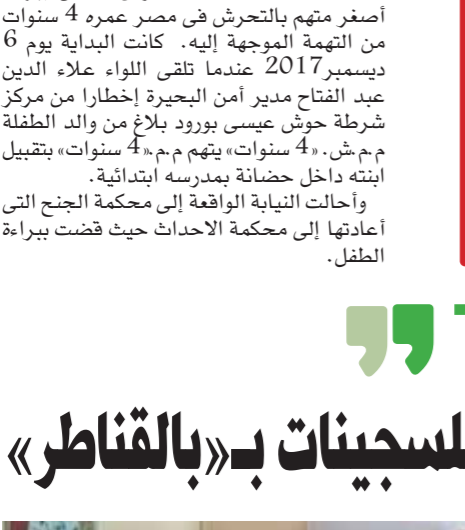 أصغر متهم بالتحرش فى مصر عمره 4 سنوات
من التهمة الموجهة إليه. كانت البداية يوم 6
ديسمبر2017 عندما تلقى اللواء علاء الدين
عبد الفتاح مدير أمن البحيرة إخطارا من مركز
شرطة حوش عيسى بورود بلاغ من والد الطفلة
م.م.ش. «4 سنوات» يتهم م.م.«4 سنوات» بتقبيل
ابنته داخل حضانة بمدرسه ابتدائية.
وأحالت النيابة الواقعة إلى محكمة الجنح التى
أعادتها إلى محكمة الاحداث حيث قضت ببراءة
الطفل.
للسجينات بـ«بالقناطر»